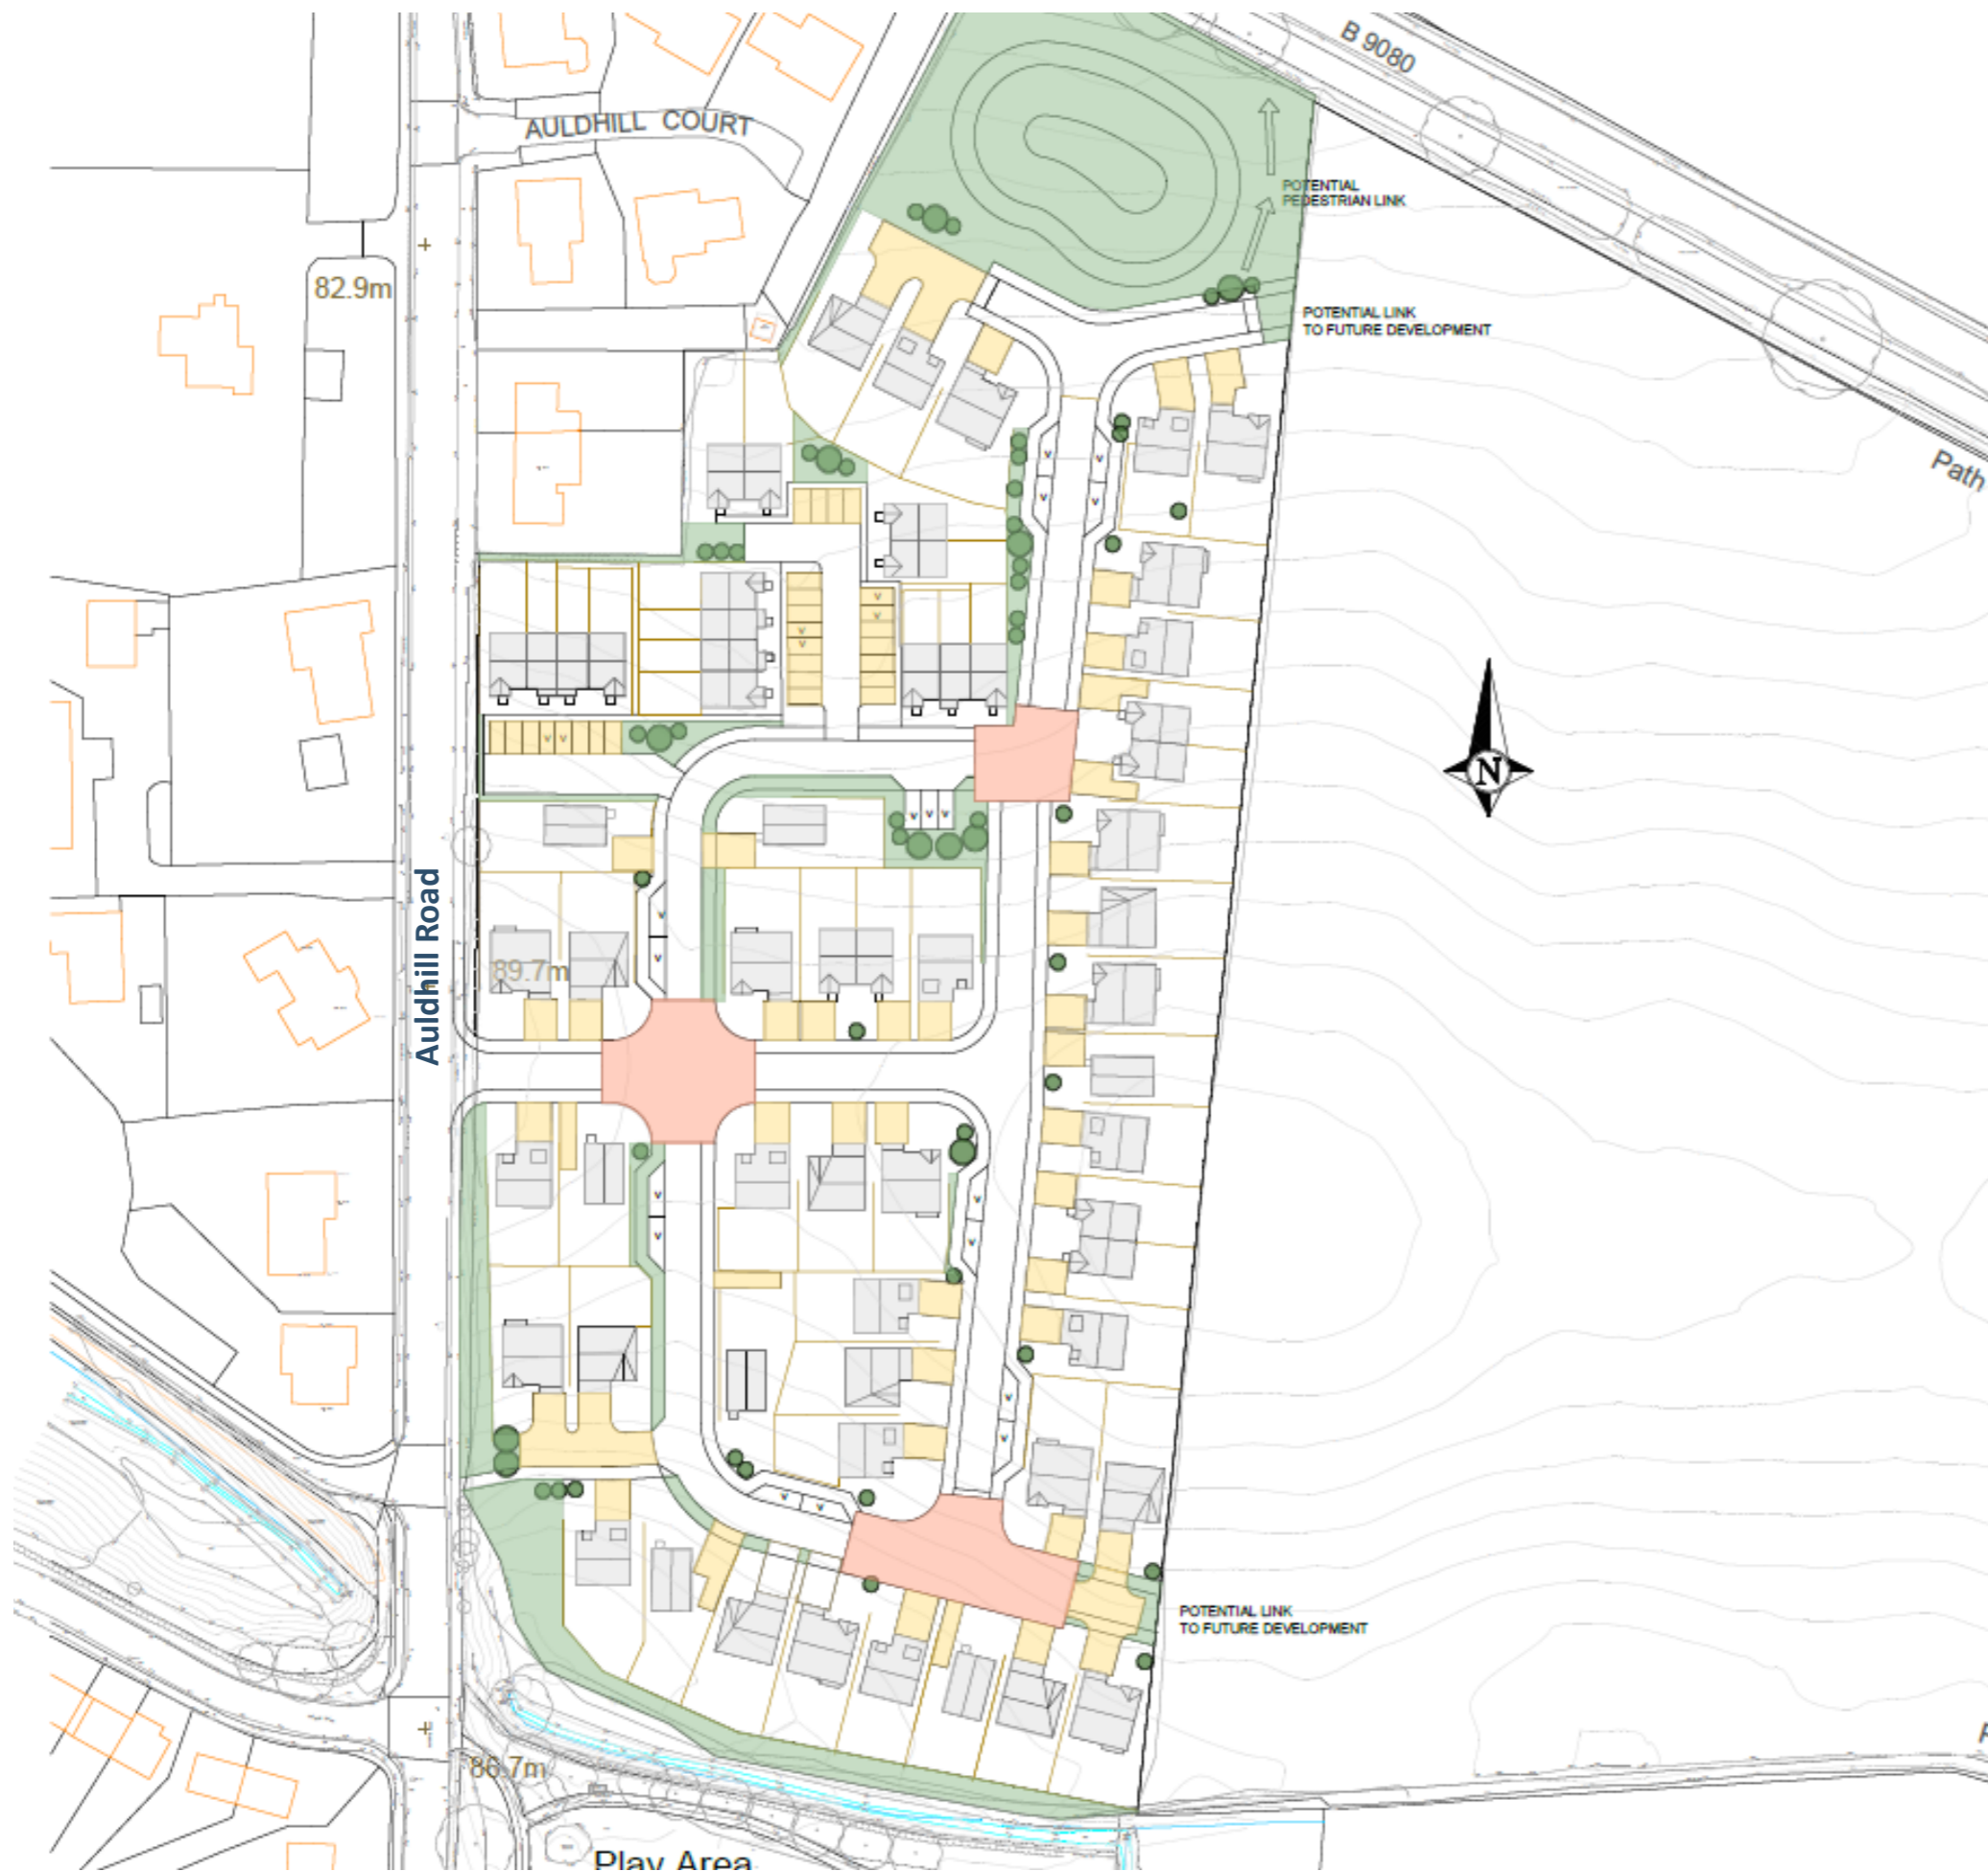 B 9080
AULDHILL COURT
POTENTIAL
PEDESTRIAN LINK
82.9m
POTENTIAL LINK
TO FUTURE DEVELOPMENT
Path
V
V
V
V
V
V
V
V
V V
N
V V V
Auldhill Road
V
V
89.7m
V
V
V
V
V
V
V V
POTENTIAL LINK
TO FUTURE DEVELOPMENT
86.7m
Play Area